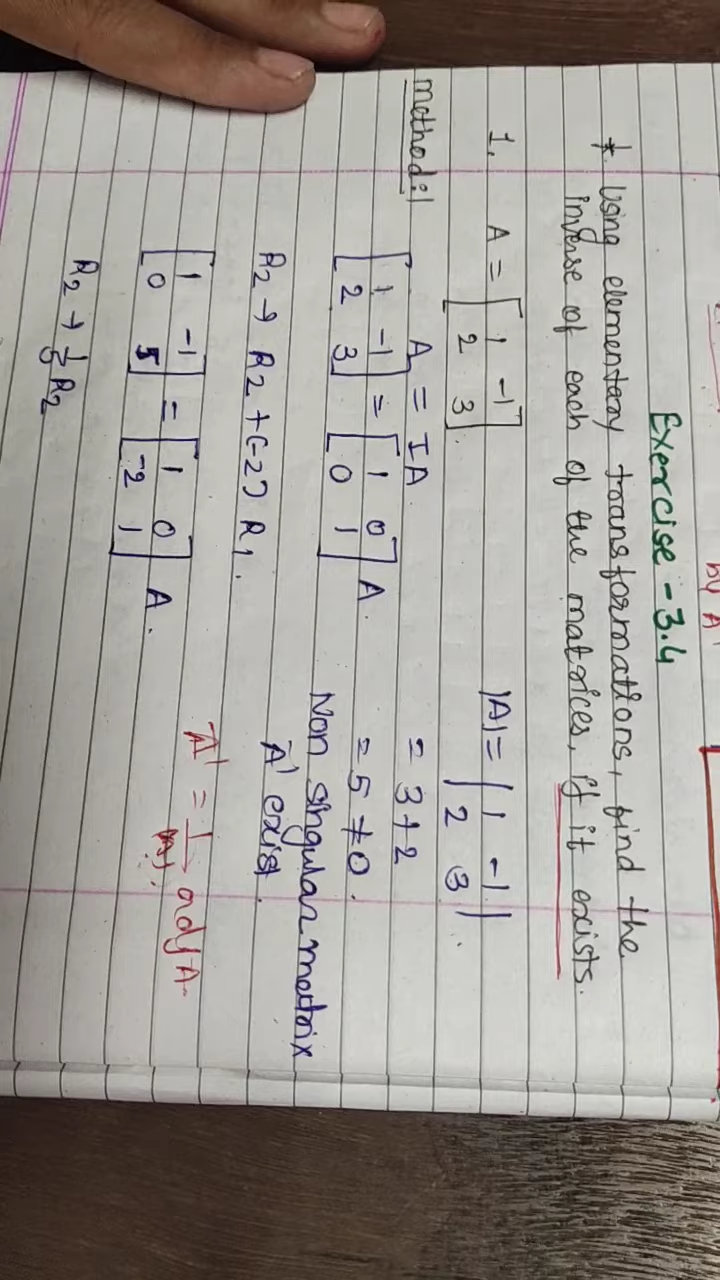 by A
Exercise - 3.4
* Using elementary transformations, find the
inverse of each of the matrices, if it exists.
1. A = [1 -1
2 3].
|A| = |1 -1
2 3|.
= 3+2
= 5 ≠ 0.
Non singular matrix
A⁻¹ exist.
A⁻¹ = 1/|A| adj A.
method:1
A = IA
[1 -1
2 3] = [1 0
0 1] A.
R₂ → R₂ + (-2) R₁.
[1 -1
0 5] = [1 0
-2 1] A.
R₂ → 1/5 R₂